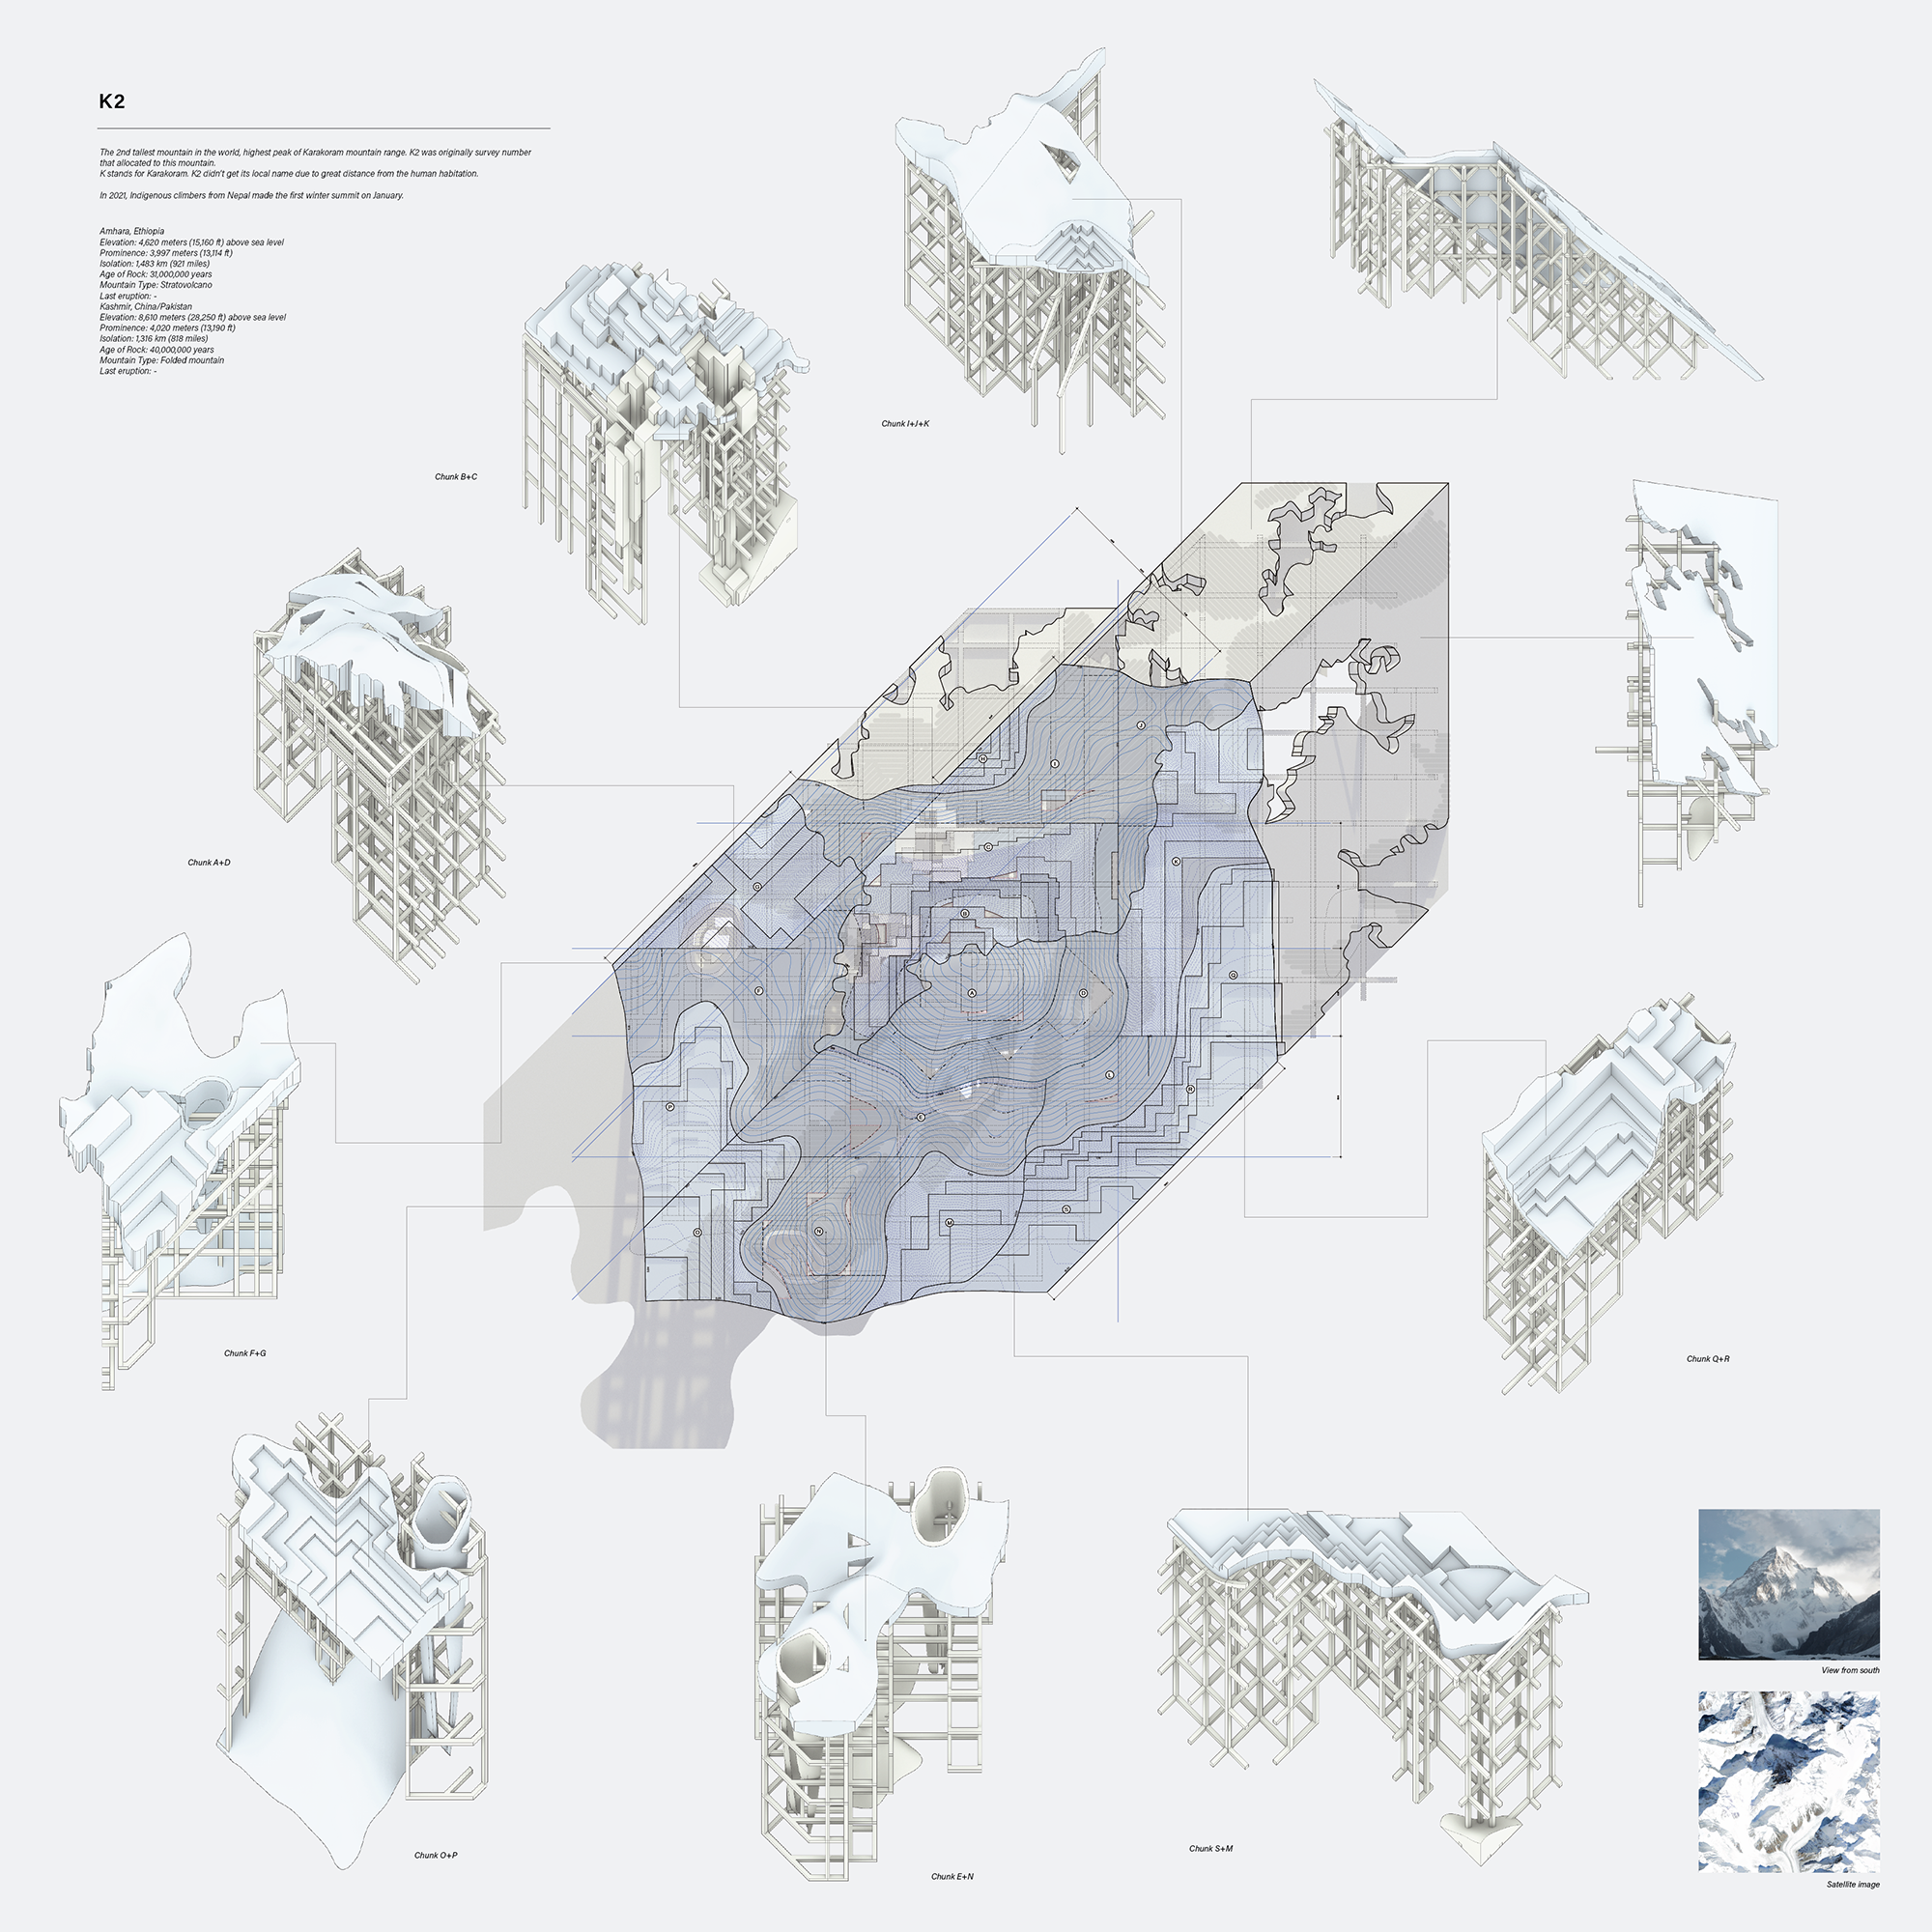 K2
The 2nd tallest mountain in the world, highest peak of Karakoram mountain range. K2 was originally survey number
that allocated to this mountain.
K stands for Karakoram. K2 didn't get its local name due to great distance from the human habitation.
In 2021, Indigenous climbers from Nepal made the first winter summit on January.
Amhara, Ethiopia
Elevation: 4,620 meters (15,160 ft) above sea level
Prominence: 3,997 meters (13,114 ft)
Isolation: 1,483 km (921 miles)
Age of Rock: 31,000,000 years
Mountain Type: Stratovolcano
Last eruption: -
Kashmir, China/Pakistan
Elevation: 8,610 meters (28,250 ft) above sea level
Prominence: 4,020 meters (13,190 ft)
Isolation: 1,316 km (818 miles)
Age of Rock: 40,000,000 years
Mountain Type: Folded mountain
Last eruption: -
Chunk I+J+K
Chunk B+C
Chunk A+D
J
H
I
C
K
G
B
Q
F
A
D
L
R
P
E
S
M
O
N
Chunk F+G
Chunk Q+R
Chunk O+P
Chunk E+N
Chunk S+M
View from south
Satellite image